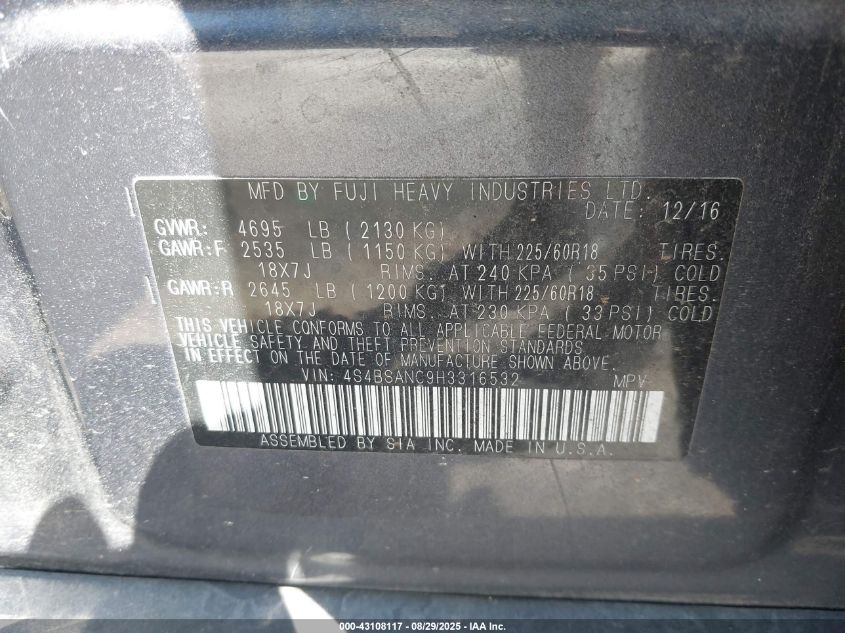 MFD BY FUJI HEAVY INDUSTRIES LTD.
DATE: 12/16
GVWR: 4695 LB (2130 KG)
GAWR:F 2535 LB (1150 KG) WITH 225/60R18 TIRES.
18X7J RIMS. AT 240 KPA (35 PSI) COLD
GAWR:R 2645 LB (1200 KG) WITH 225/60R18 TIRES.
18X7J RIMS. AT 230 KPA (33 PSI) COLD
THIS VEHICLE CONFORMS TO ALL APPLICABLE FEDERAL MOTOR
VEHICLE SAFETY AND THEFT PREVENTION STANDARDS
IN EFFECT ON THE DATE OF MANUFACTURE SHOWN ABOVE.
VIN: 4S4BSANC9H3316532 MPV
ASSEMBLED BY SIA INC. MADE IN U.S.A.
000-43108117 - 08/29/2025 - IAA Inc.